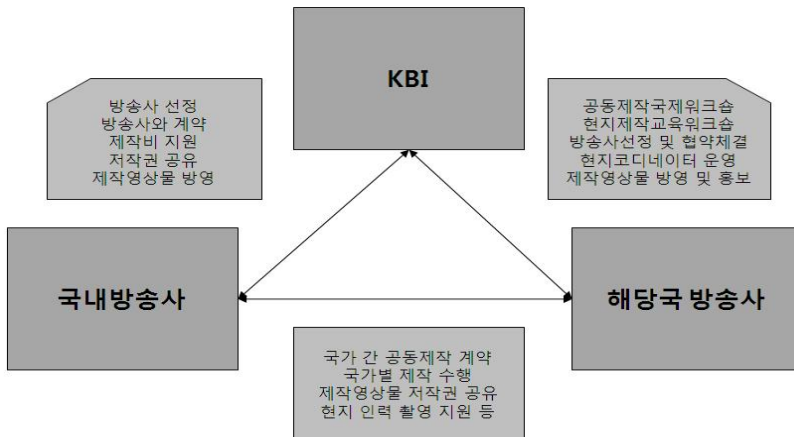 KBI
방송사 선정
방송사와 계약
제작비 지원
저작권 공유
제작영상물 방영
공동제작국제워크숍
현지제작교육워크숍
방송사선정 및 협약체결
현지코디네이터 운영
제작영상물 방영 및 홍보
국내방송사
해당국 방송사
국가 간 공동제작 계약
국가별 제작 수행
제작영상물 저작권 공유
현지 인력 촬영 지원 등